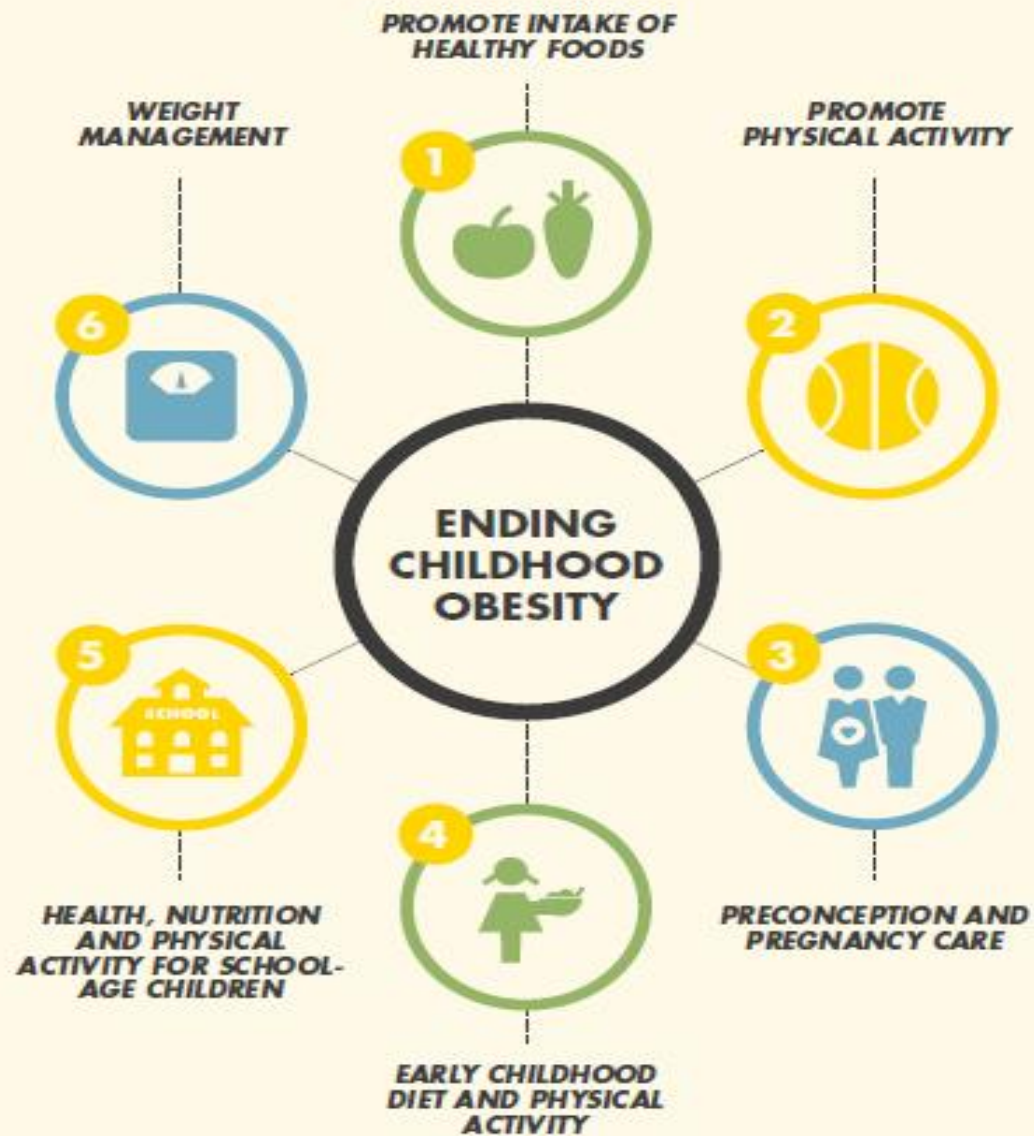 PROMOTE INTAKE OF
HEALTHY FOODS
1
PROMOTE
PHYSICAL ACTIVITY
2
PRECONCEPTION AND
PREGNANCY CARE
3
EARLY CHILDHOOD
DIET AND PHYSICAL
ACTIVITY
4
HEALTH, NUTRITION
AND PHYSICAL
ACTIVITY FOR SCHOOL-
AGE CHILDREN
5
SCHOOL
WEIGHT
MANAGEMENT
6
ENDING
CHILDHOOD
OBESITY